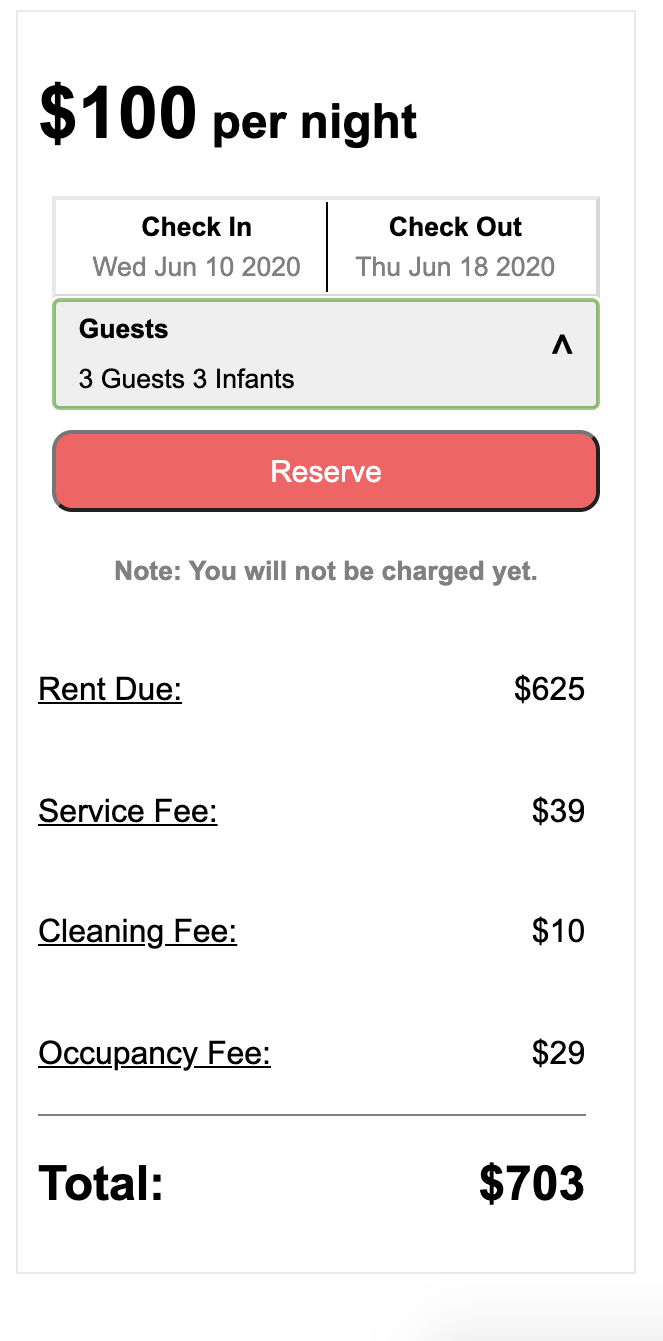 $100 per night
Check In Check Out
Wed Jun 10 2020 Thu Jun 18 2020
Guests
3 Guests 3 Infants
Reserve
Note: You will not be charged yet.
Rent Due: $625
Service Fee: $39
Cleaning Fee: $10
Occupancy Fee: $29
Total: $703